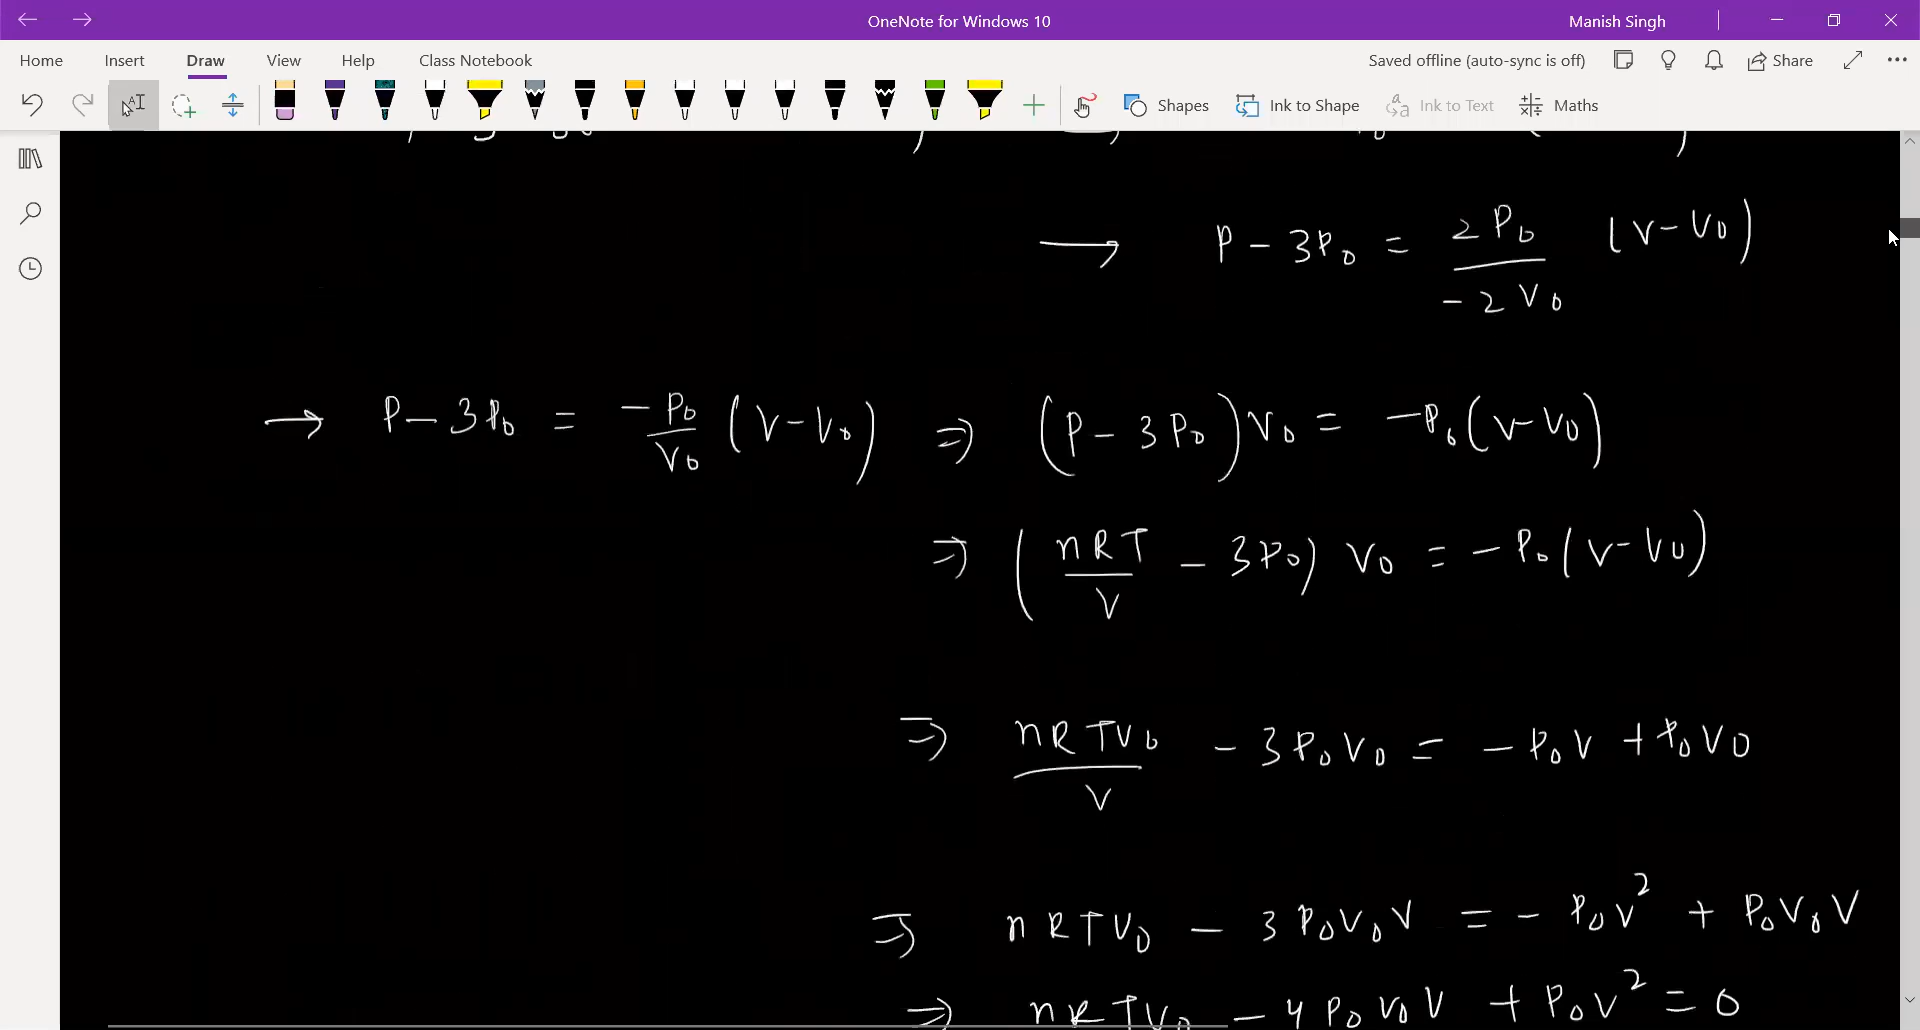 OneNote for Windows 10 Manish Singh
Home Insert Draw View Help Class Notebook Saved offline (auto-sync is off) Share
Shapes Ink to Shape Ink to Text Maths
→ P - 3P₀ = 2P₀ / -2V₀ (V - V₀)
→ P - 3P₀ = -P₀/V₀ (V - V₀) ⇒ (P - 3P₀)V₀ = -P₀(V - V₀)
⇒ (nRT/V - 3P₀) V₀ = -P₀(V - V₀)
⇒ nRTV₀/V - 3P₀V₀ = -P₀V + P₀V₀
⇒ nRTV₀ - 3P₀V₀V = -P₀V² + P₀V₀V
⇒ nRTV₀ - 4P₀V₀V + P₀V² = 0